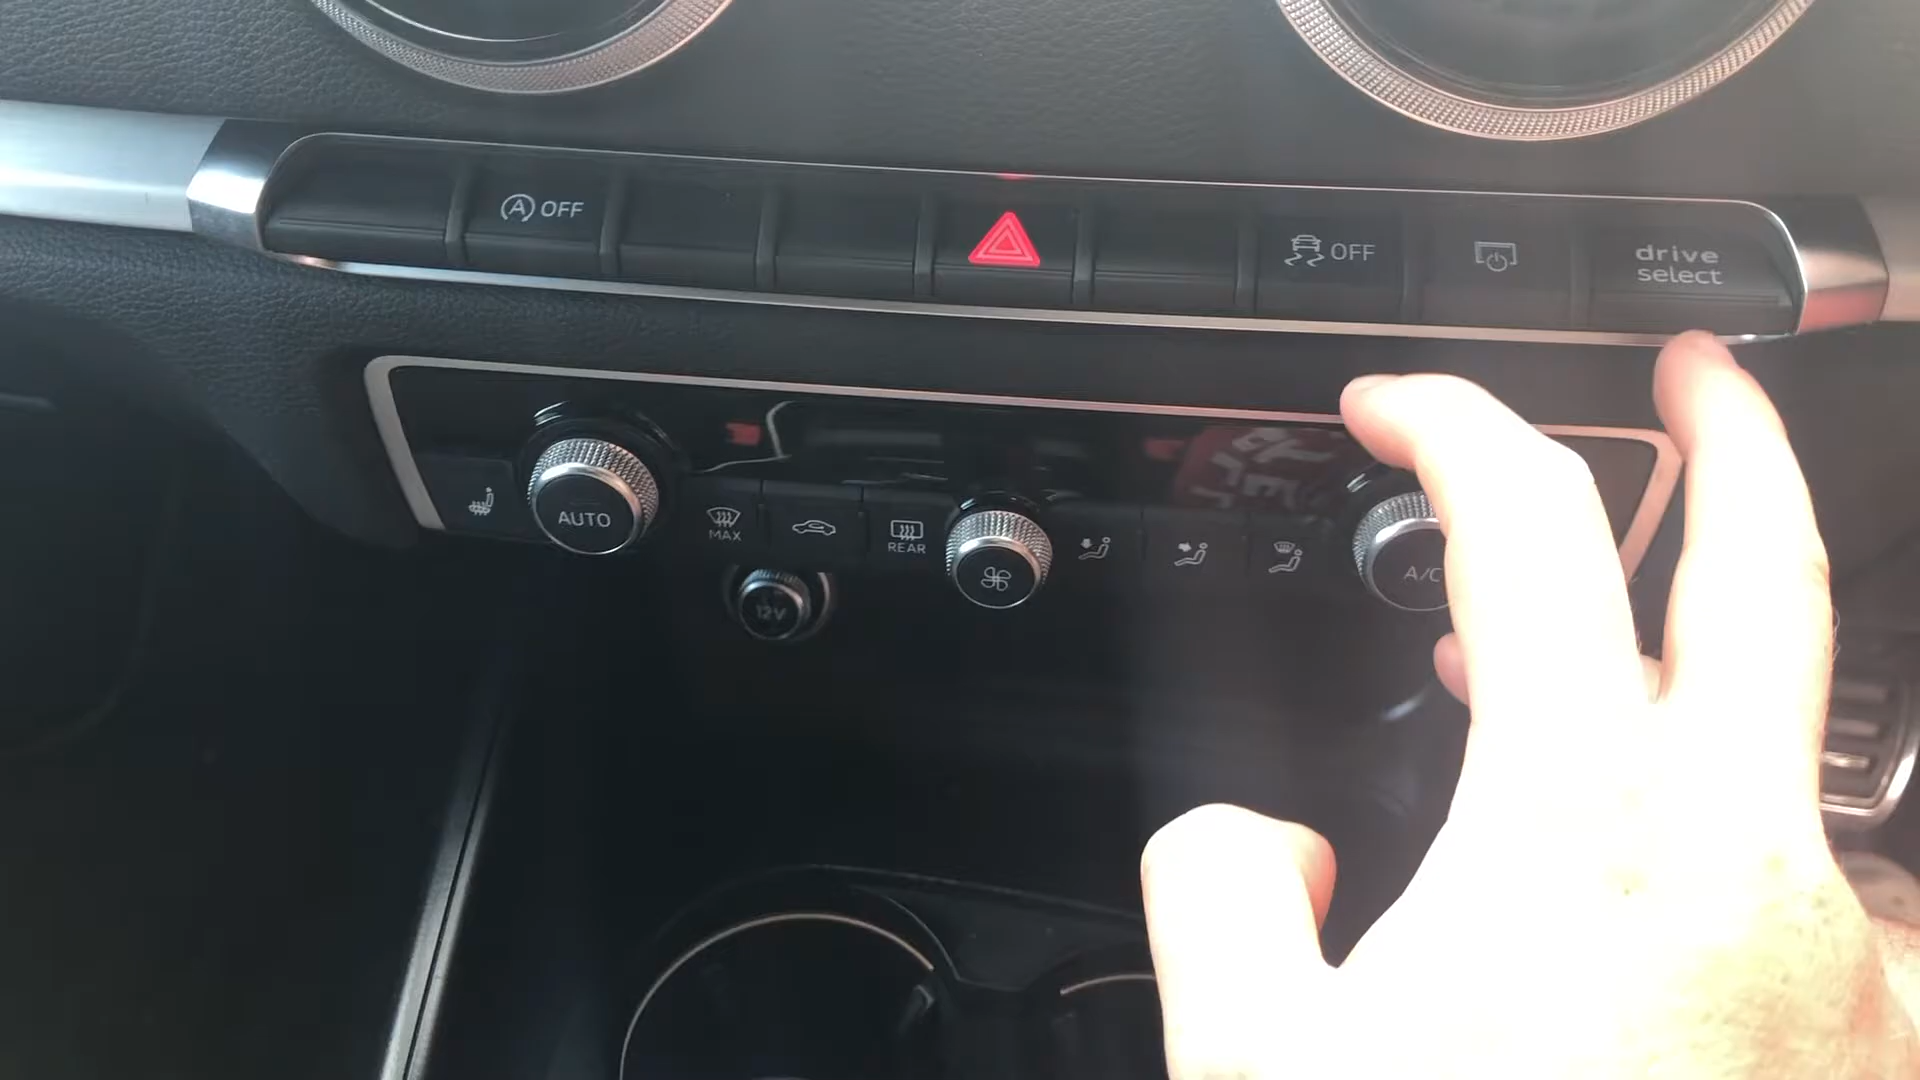 A OFF
OFF
drive
select
AUTO
MAX
REAR
A/C
12V